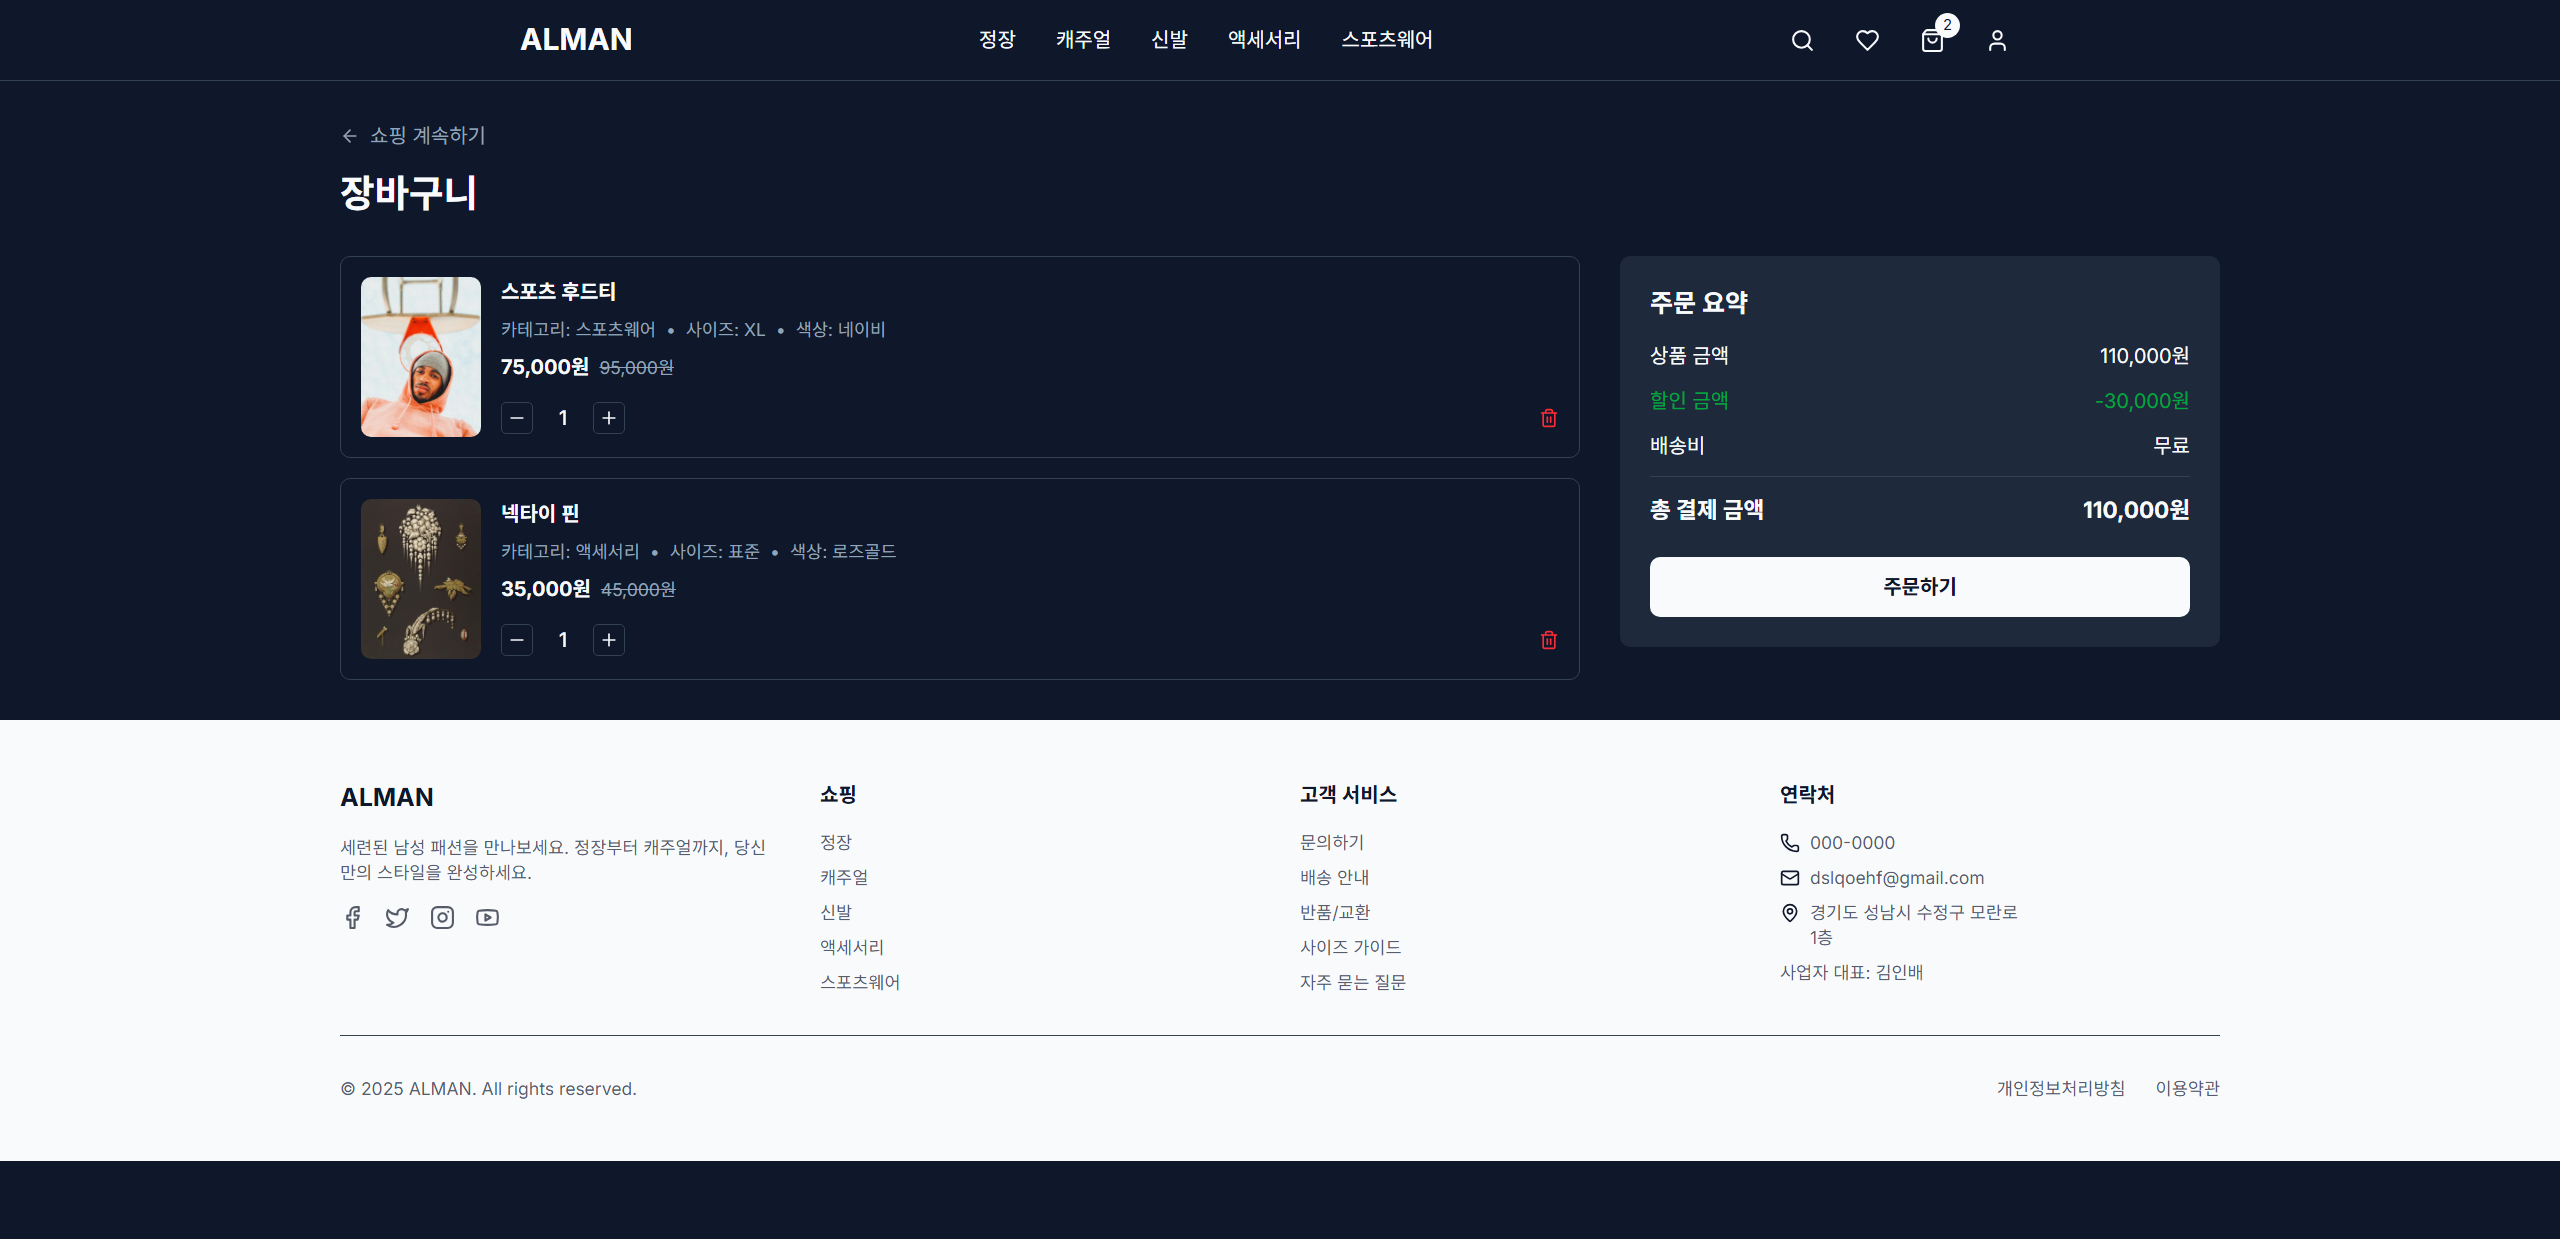 ALMAN
정장 캐주얼 신발 액세서리 스포츠웨어
2
쇼핑 계속하기
장바구니
스포츠 후드티
카테고리: 스포츠웨어 • 사이즈: XL • 색상: 네이비
75,000원 95,000원
1
넥타이 핀
카테고리: 액세서리 • 사이즈: 표준 • 색상: 로즈골드
35,000원 45,000원
1
주문 요약
상품 금액 110,000원
할인 금액 -30,000원
배송비 무료
총 결제 금액 110,000원
주문하기
ALMAN
세련된 남성 패션을 만나보세요. 정장부터 캐주얼까지, 당신
만의 스타일을 완성하세요.
쇼핑
정장
캐주얼
신발
액세서리
스포츠웨어
고객 서비스
문의하기
배송 안내
반품/교환
사이즈 가이드
자주 묻는 질문
연락처
000-0000
dslqoehf@gmail.com
경기도 성남시 수정구 모란로
1층
사업자 대표: 김인배
© 2025 ALMAN. All rights reserved.
개인정보처리방침 이용약관